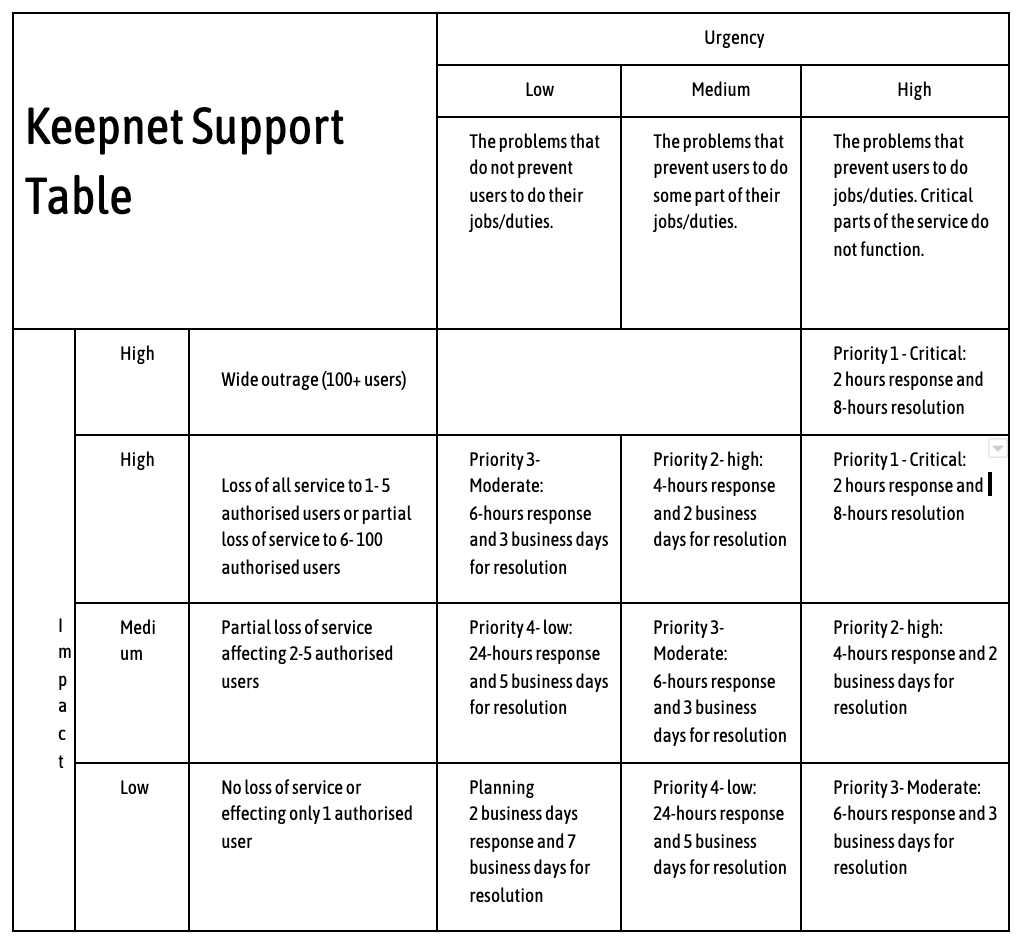 Urgency
Low
Medium
High
Keepnet Support
Table
The problems that
do not prevent
users to do their
jobs/duties.
The problems that
prevent users to do
some part of their
jobs/duties.
The problems that
prevent users to do
jobs/duties. Critical
parts of the service do
not function.
I
m
p
a
c
t
High
Wide outrage (100+ users)
Priority 1 - Critical:
2 hours response and
8-hours resolution
High
Loss of all service to 1- 5
authorised users or partial
loss of service to 6- 100
authorised users
Priority 3-
Moderate:
6-hours response
and 3 business days
for resolution
Priority 2- high:
4-hours response
and 2 business
days for resolution
Priority 1 - Critical:
2 hours response and
8-hours resolution
Medi
um
Partial loss of service
affecting 2-5 authorised
users
Priority 4- low:
24-hours response
and 5 business days
for resolution
Priority 3-
Moderate:
6-hours response
and 3 business
days for resolution
Priority 2- high:
4-hours response and 2
business days for
resolution
Low
No loss of service or
effecting only 1 authorised
user
Planning
2 business days
response and 7
business days for
resolution
Priority 4- low:
24-hours response
and 5 business
days for resolution
Priority 3- Moderate:
6-hours response and 3
business days for
resolution